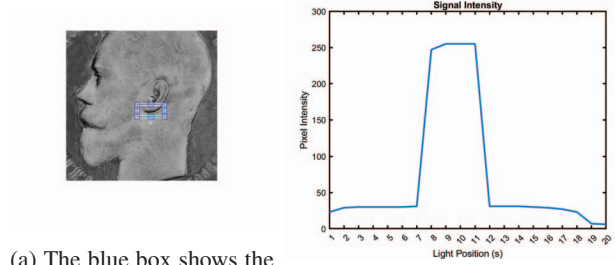 (a) The blue box shows the
Signal Intensity
Pixel Intensity
300
250
200
150
100
50
0
1 2 3 4 5 6 7 8 9 10 11 12 13 14 15 16 17 18 19 20
Light Position (s)